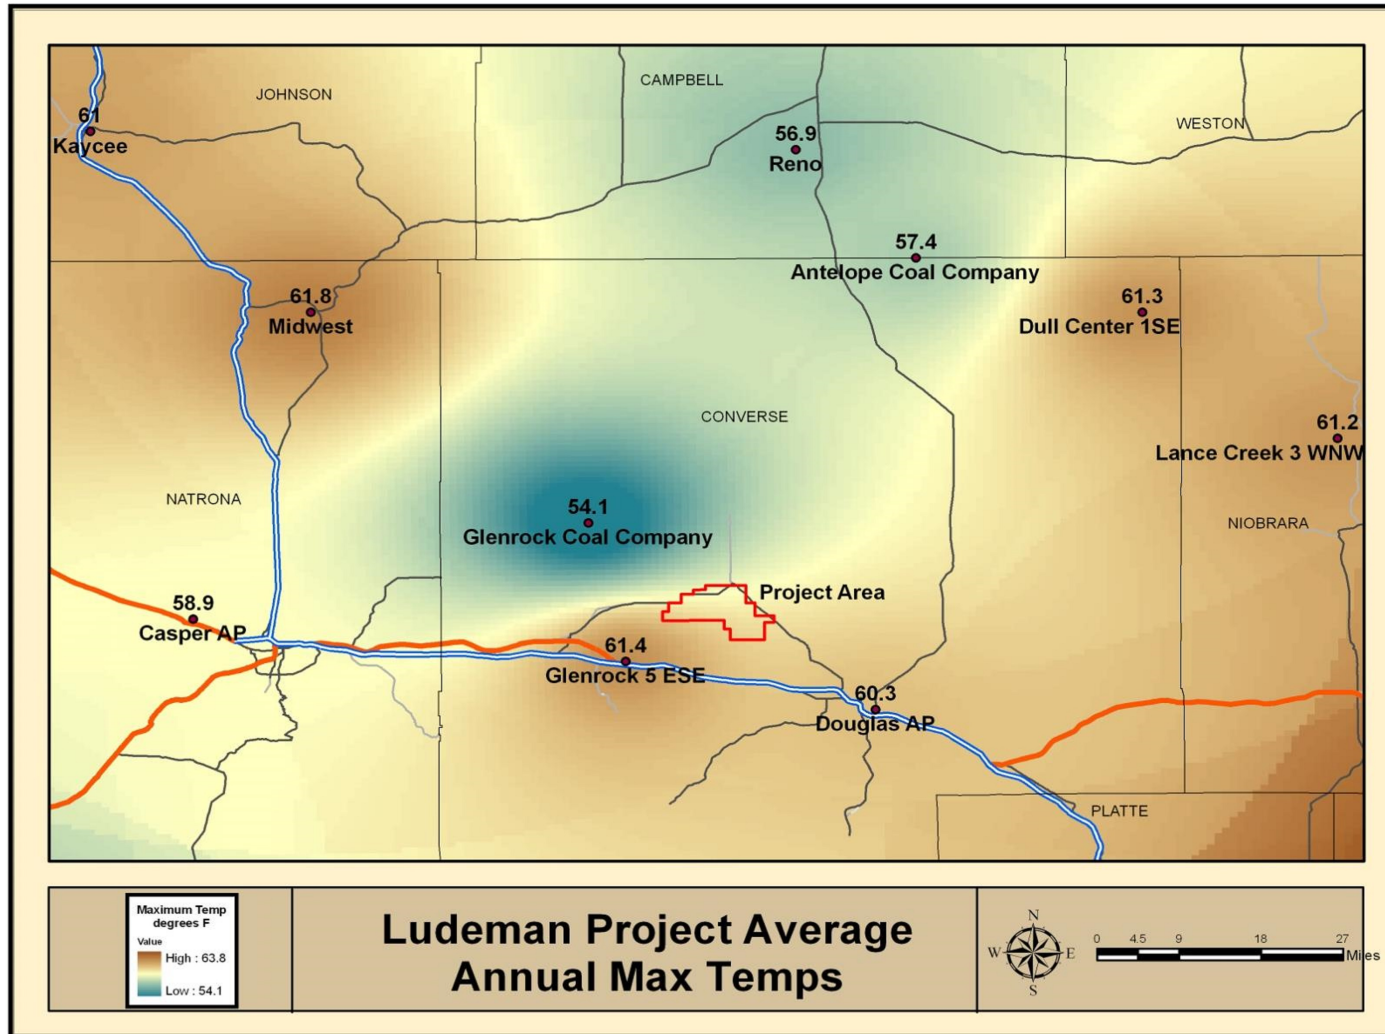 CAMPBELL
JOHNSON
WESTON
61
Kaycee
56.9
Reno
57.4
Antelope Coal Company
61.8
Midwest
61.3
Dull Center 1SE
CONVERSE
61.2
Lance Creek 3 WNW
NATRONA
54.1
Glenrock Coal Company
NIOBRARA
Project Area
58.9
Casper AP
61.4
Glenrock 5 ESE
60.3
Douglas AP
PLATTE
Maximum Temp
degrees F
Value
High : 63.8
Low : 54.1
Ludeman Project Average
Annual Max Temps
N
W E
S
0 4.5 9 18 27
Miles